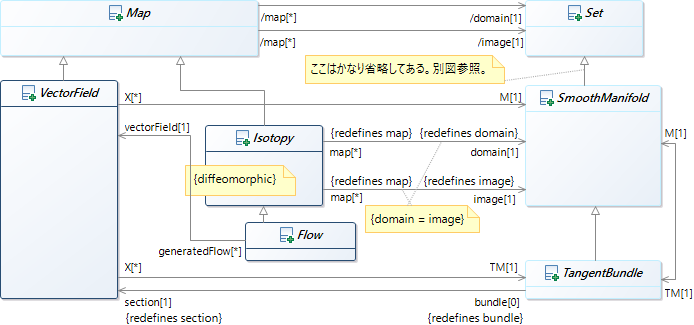 Map
/map[*]
/domain[1]
Set
/map[*]
/image[1]
ここはかなり省略してある。別図参照。
VectorField
X[*]
M[1]
SmoothManifold
vectorField[1]
Isotopy
{redefines map}
{redefines domain}
M[1]
map[*]
domain[1]
{diffeomorphic}
{redefines map}
{redefines image}
map[*]
image[1]
{domain = image}
Flow
generatedFlow[*]
X[*]
TM[1]
TangentBundle
TM[1]
section[1]
bundle[0]
{redefines section}
{redefines bundle}